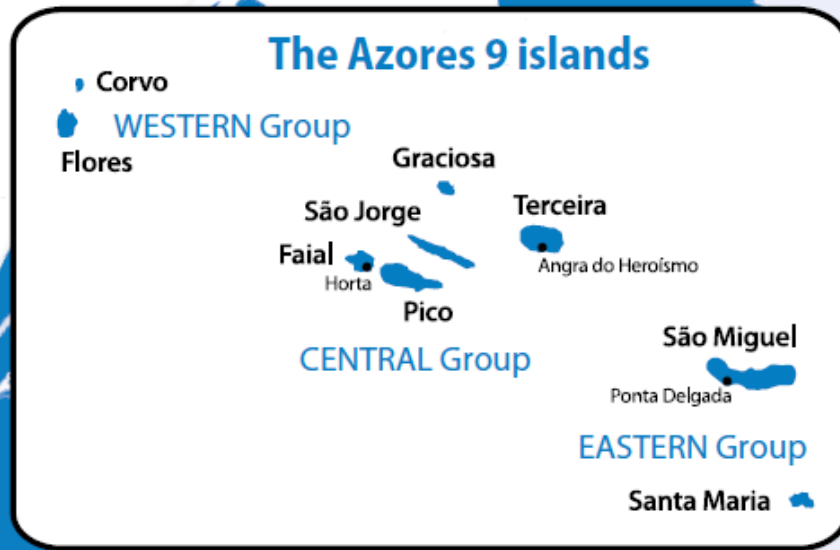 The Azores 9 islands
Corvo
WESTERN Group
Flores
Graciosa
São Jorge
Terceira
Faial
Angra do Heroísmo
Horta
Pico
São Miguel
CENTRAL Group
Ponta Delgada
EASTERN Group
Santa Maria